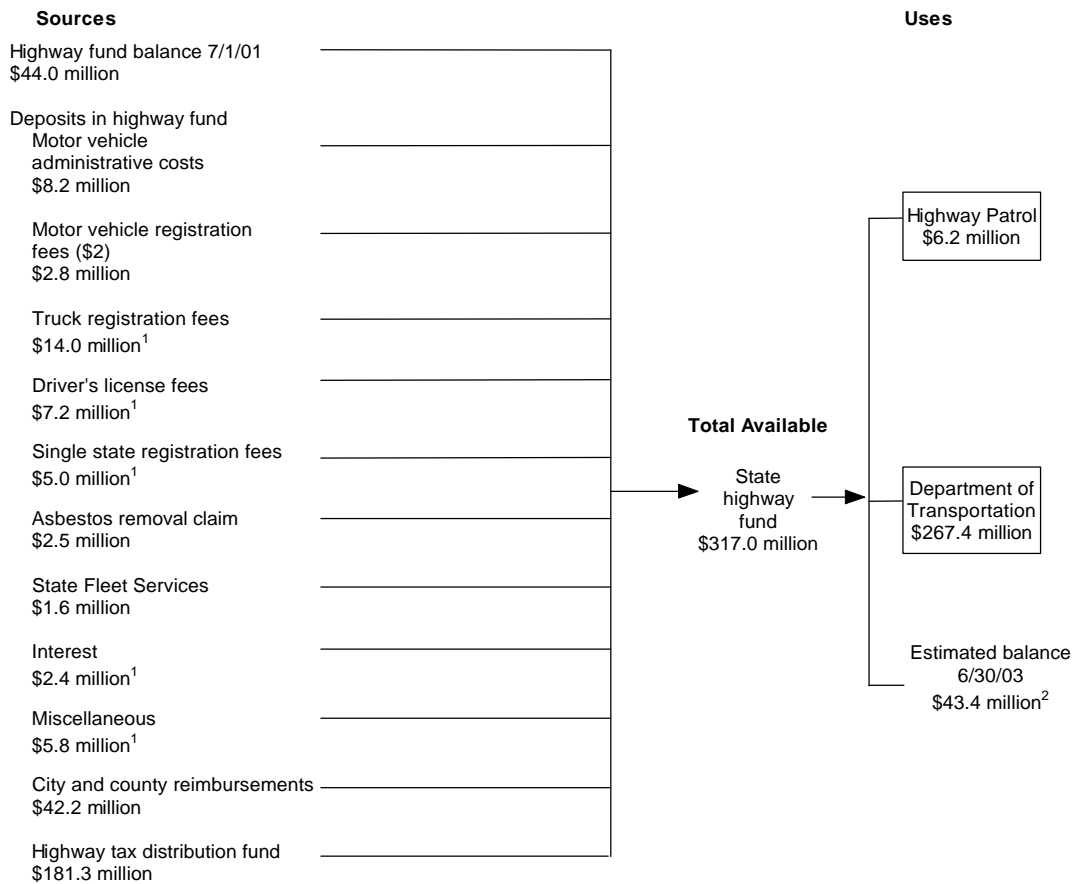 Sources
Highway fund balance 7/1/01
$44.0 million
Deposits in highway fund
Motor vehicle
administrative costs
$8.2 million
Motor vehicle registration
fees ($2)
$2.8 million
Truck registration fees
$14.0 million¹
Driver's license fees
$7.2 million¹
Single state registration fees
$5.0 million¹
Asbestos removal claim
$2.5 million
State Fleet Services
$1.6 million
Interest
$2.4 million¹
Miscellaneous
$5.8 million¹
City and county reimbursements
$42.2 million
Highway tax distribution fund
$181.3 million
Total Available
State
highway
fund
$317.0 million
Uses
Highway Patrol
$6.2 million
Department of
Transportation
$267.4 million
Estimated balance
6/30/03
$43.4 million²